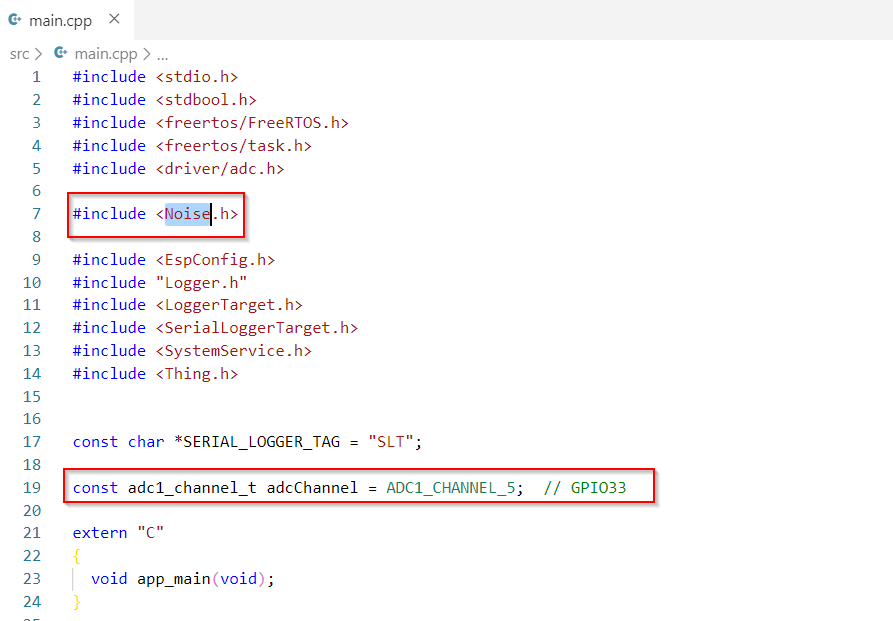 main.cpp
src > main.cpp > ...
1 #include <stdio.h>
2 #include <stdbool.h>
3 #include <freertos/FreeRTOS.h>
4 #include <freertos/task.h>
5 #include <driver/adc.h>
6
7 #include <Noise.h>
8
9 #include <EspConfig.h>
10 #include "Logger.h"
11 #include <LoggerTarget.h>
12 #include <SerialLoggerTarget.h>
13 #include <SystemService.h>
14 #include <Thing.h>
15
16
17 const char *SERIAL_LOGGER_TAG = "SLT";
18
19 const adc1_channel_t adcChannel = ADC1_CHANNEL_5;  // GPIO33
20
21 extern "C"
22 {
23   void app_main(void);
24 }